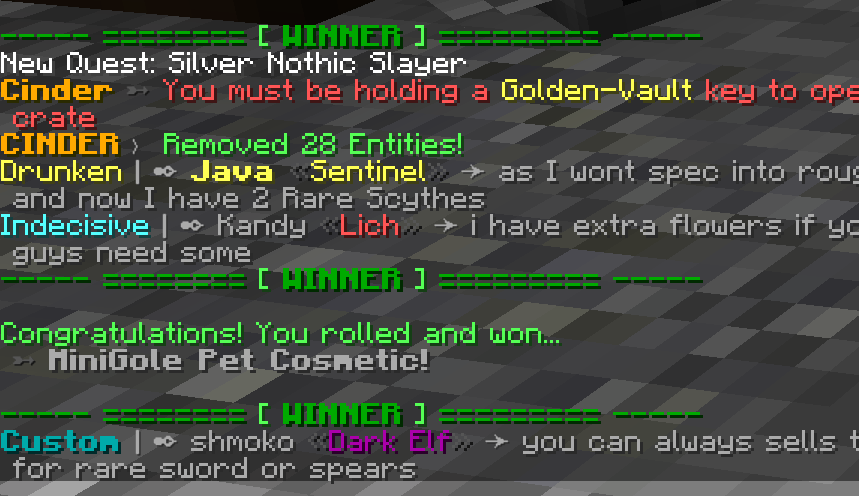 ----- ======== [ WINNER ] ========= -----
New Quest: Silver Nothic Slayer
Cinder ➳ You must be holding a Golden-Vault key to ope
crate
CINDER 〉 Removed 28 Entities!
Drunken | ✑ Java «Sentinel» → as I wont spec into roug
and now I have 2 Rare Scythes
Indecisive | ✑ Kandy «Lich» → i have extra flowers if yo
guys need some
----- ======== [ WINNER ] ========= -----
Congratulations! You rolled and won...
➳ MiniGole Pet Cosmetic!
----- ======== [ WINNER ] ========= -----
Custom | ✑ shmoko «Dark Elf» → you can always sells t
for rare sword or spears